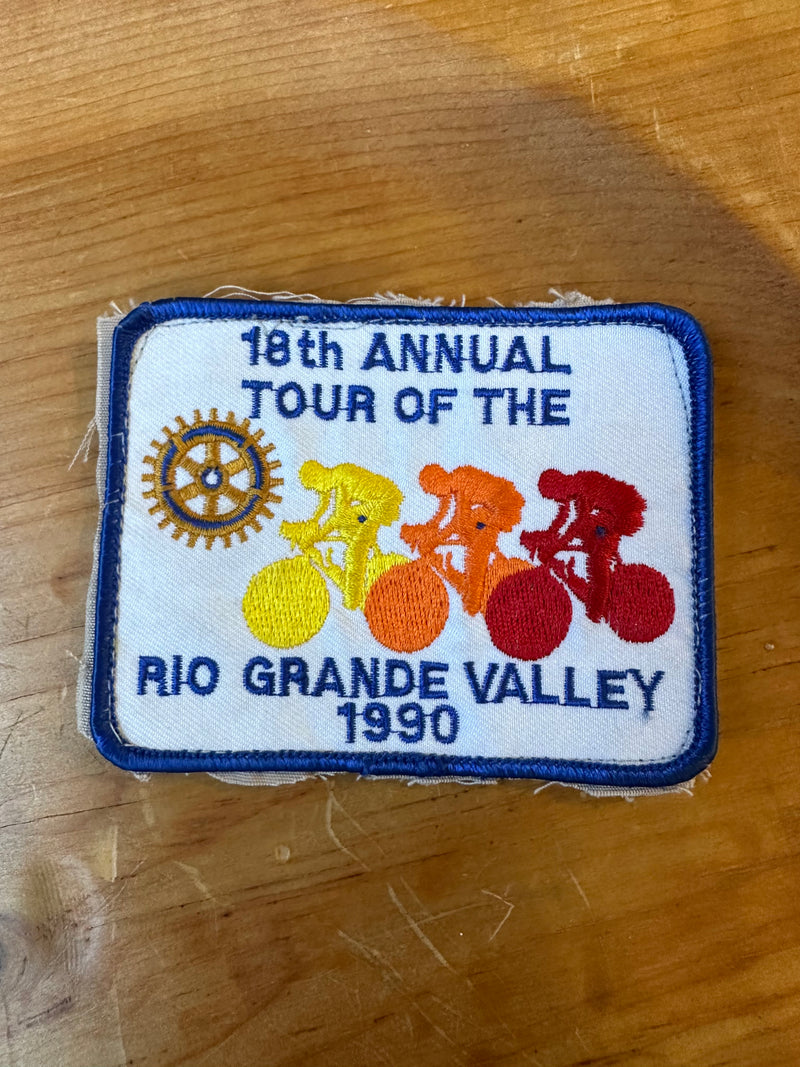 18th ANNUAL
TOUR OF THE
RIO GRANDE VALLEY
1990